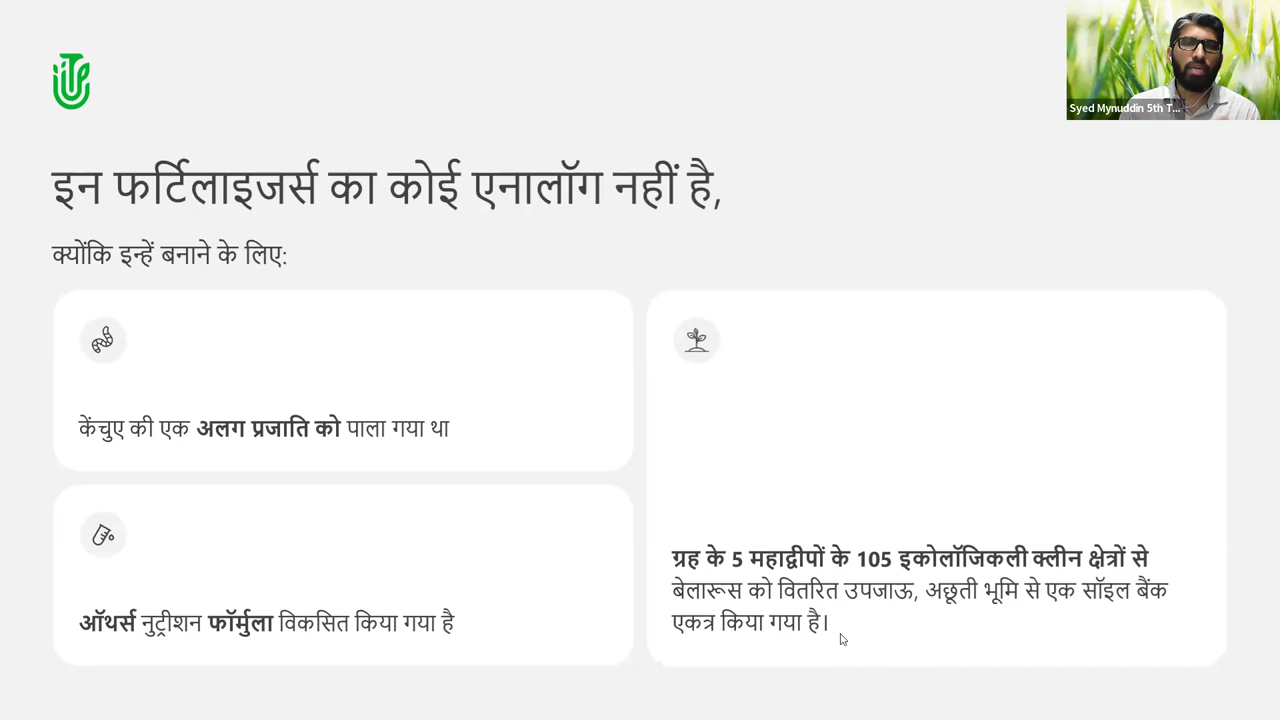 Syed Mynuddin 5th T...
इन फर्टिलाइजर्स का कोई एनालॉग नहीं है,
क्योंकि इन्हें बनाने के लिए:
केंचुए की एक अलग प्रजाति को पाला गया था
ऑथर्स नुट्रीशन फॉर्मुला विकसित किया गया है
ग्रह के 5 महाद्वीपों के 105 इकोलॉजिकली क्लीन क्षेत्रों से
बेलारूस को वितरित उपजाऊ, अछूती भूमि से एक सॉइल बैंक
एकत्र किया गया है।